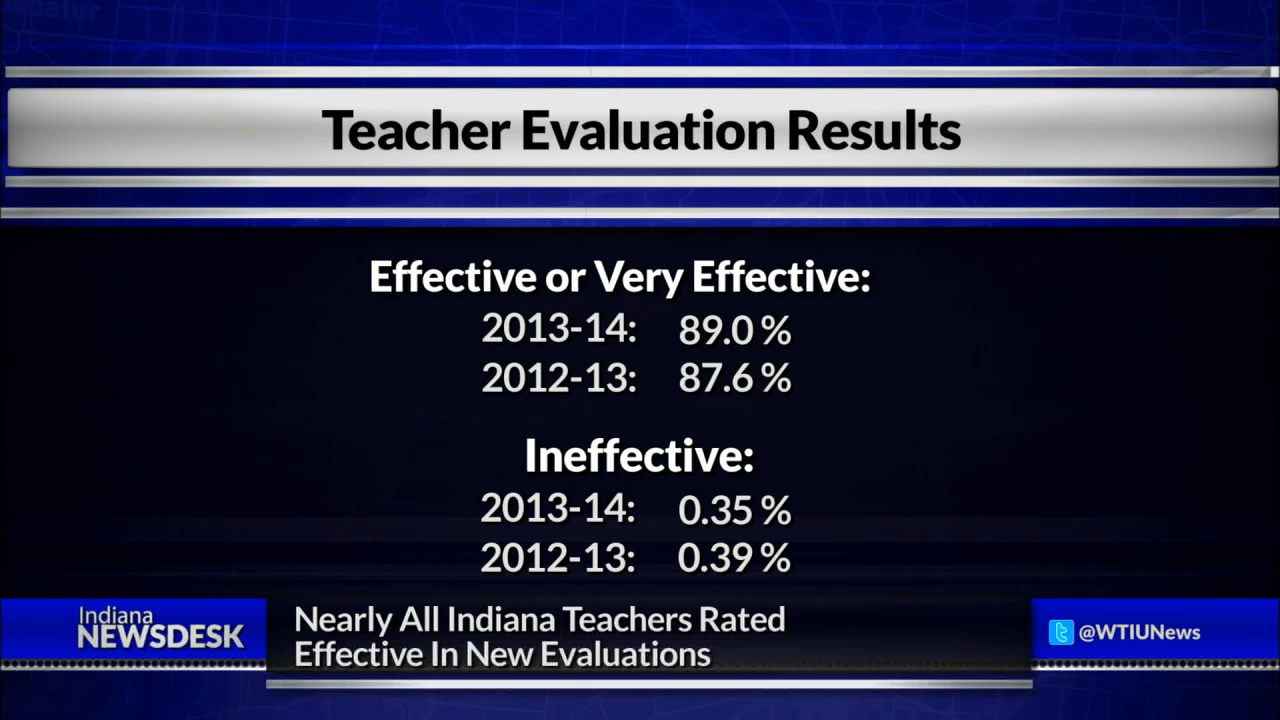 Decatur
Teacher Evaluation Results
Effective or Very Effective:
2013-14: 89.0 %
2012-13: 87.6 %
Ineffective:
2013-14: 0.35 %
2012-13: 0.39 %
Indiana
NEWSDESK
Nearly All Indiana Teachers Rated
Effective In New Evaluations
@WTIUNews